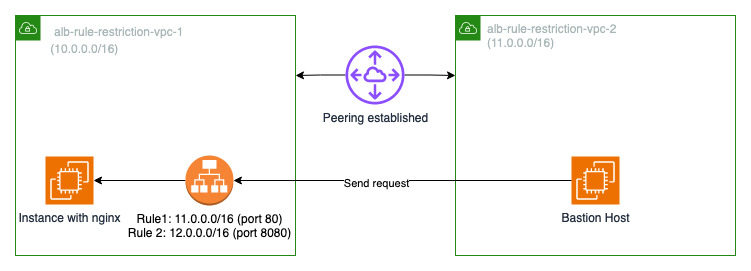 alb-rule-restriction-vpc-1
(10.0.0.0/16)
alb-rule-restriction-vpc-2
(11.0.0.0/16)
Peering established
Send request
Instance with nginx
Rule1: 11.0.0.0/16 (port 80)
Rule 2: 12.0.0.0/16 (port 8080)
Bastion Host